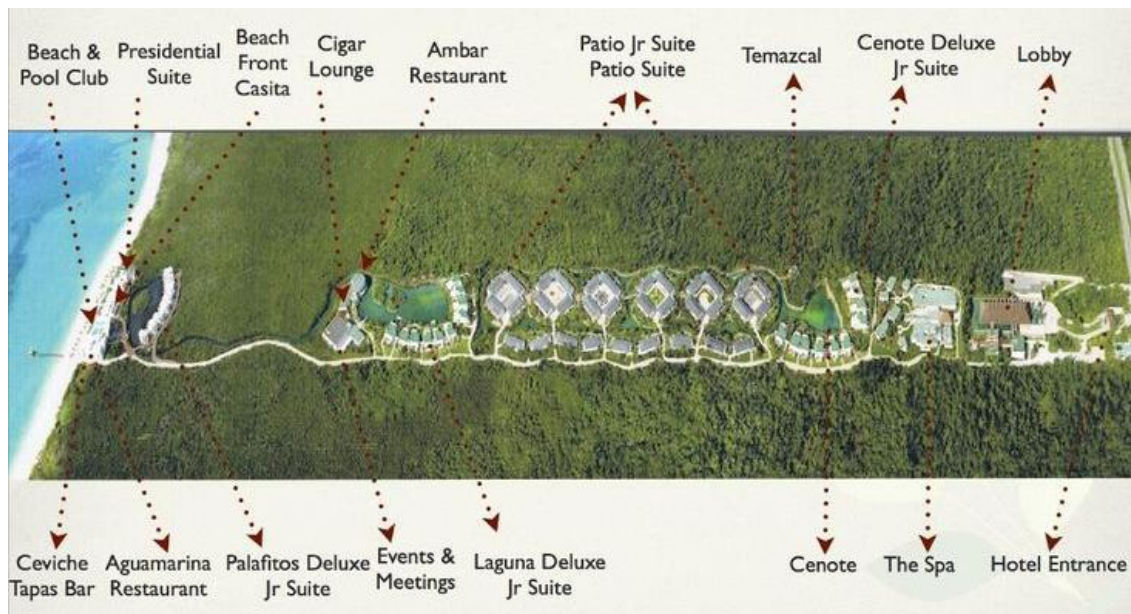 Beach &
Pool Club
Presidential
Suite
Beach
Front
Casita
Cigar
Lounge
Ambar
Restaurant
Patio Jr Suite
Patio Suite
Temazcal
Cenote Deluxe
Jr Suite
Lobby
Ceviche
Tapas Bar
Aguamarina
Restaurant
Palafitos Deluxe
Jr Suite
Events &
Meetings
Laguna Deluxe
Jr Suite
Cenote
The Spa
Hotel Entrance